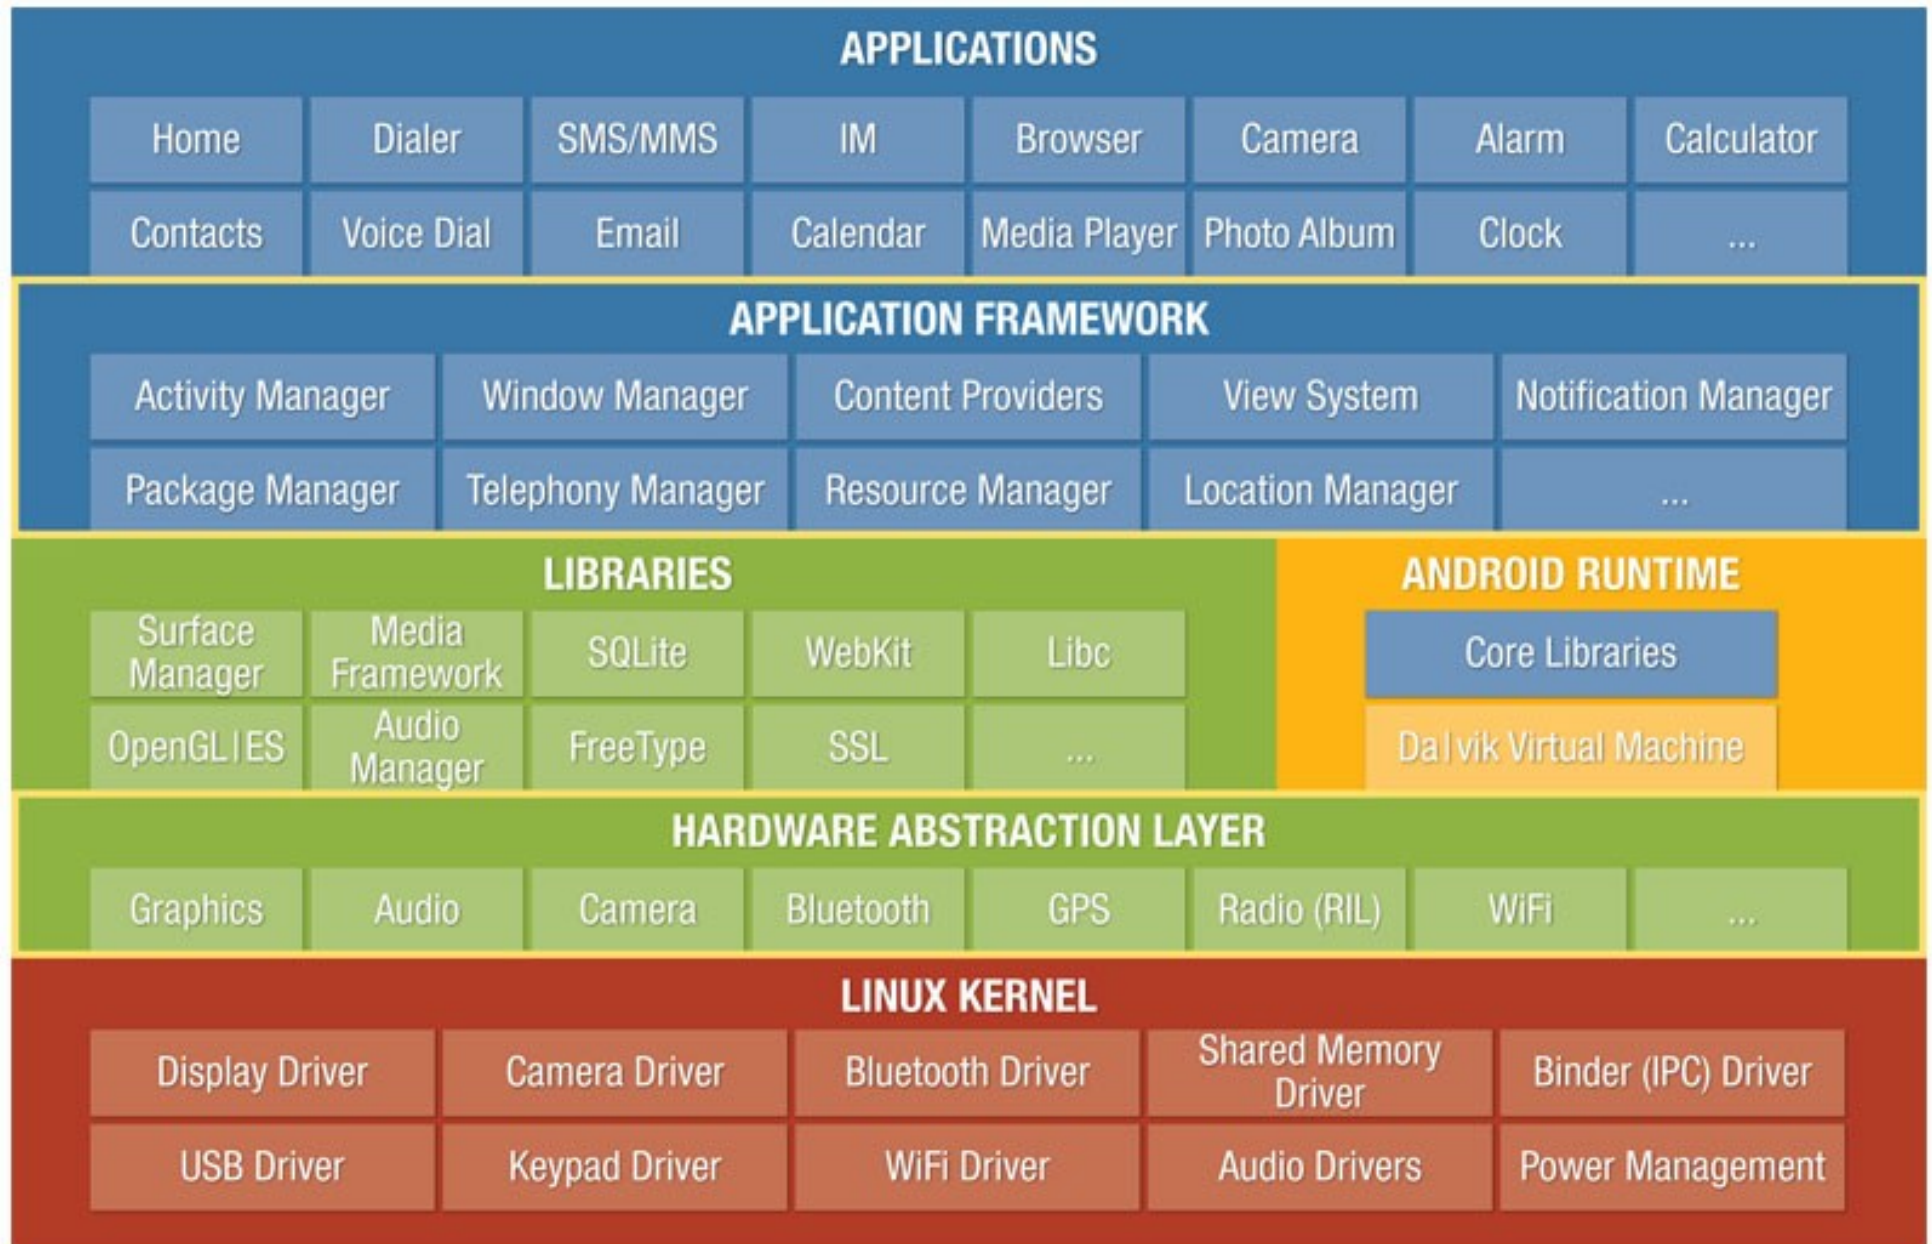 APPLICATIONS
Home Dialer SMS/MMS IM Browser Camera Alarm Calculator
Contacts Voice Dial Email Calendar Media Player Photo Album Clock ...
APPLICATION FRAMEWORK
Activity Manager Window Manager Content Providers View System Notification Manager
Package Manager Telephony Manager Resource Manager Location Manager ...
LIBRARIES
Surface
Manager
Media
Framework
SQLite
WebKit
Libc
OpenGL|ES
Audio
Manager
FreeType
SSL
...
ANDROID RUNTIME
Core Libraries
Da|vik Virtual Machine
HARDWARE ABSTRACTION LAYER
Graphics Audio Camera Bluetooth GPS Radio (RIL) WiFi ...
LINUX KERNEL
Display Driver
Camera Driver
Bluetooth Driver
Shared Memory
Driver
Binder (IPC) Driver
USB Driver Keypad Driver WiFi Driver Audio Drivers Power Management